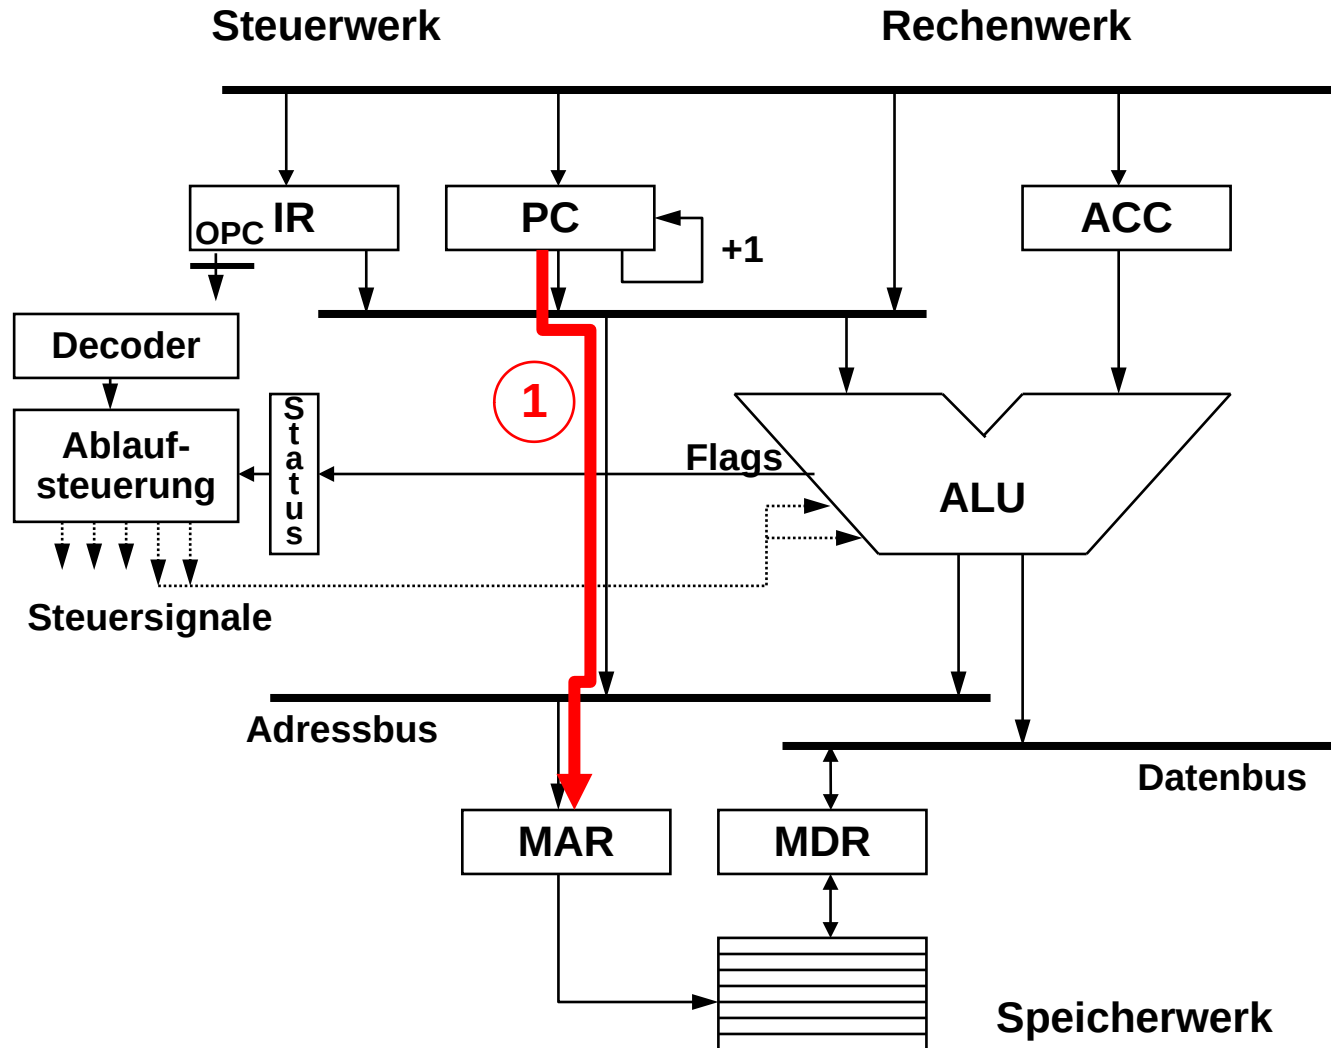 Steuerwerk
Rechenwerk
OPC IR
PC
ACC
+1
Decoder
1
Status
Ablauf-
steuerung
Flags
ALU
Steuersignale
Adressbus
Datenbus
MAR
MDR
Speicherwerk